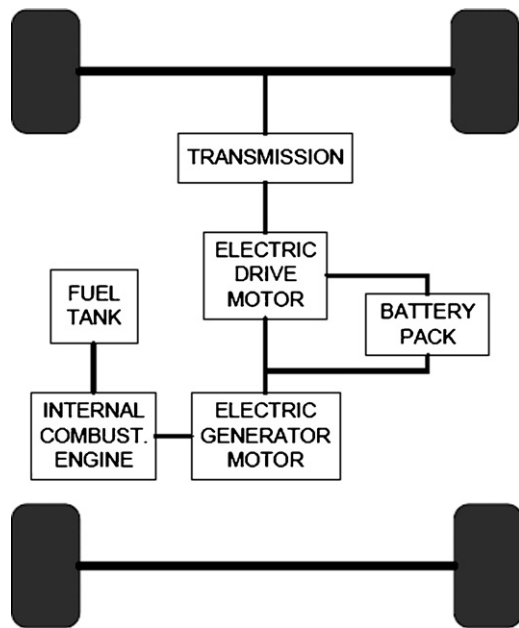 TRANSMISSION
ELECTRIC
DRIVE
MOTOR
FUEL
TANK
BATTERY
PACK
INTERNAL
COMBUST.
ENGINE
ELECTRIC
GENERATOR
MOTOR